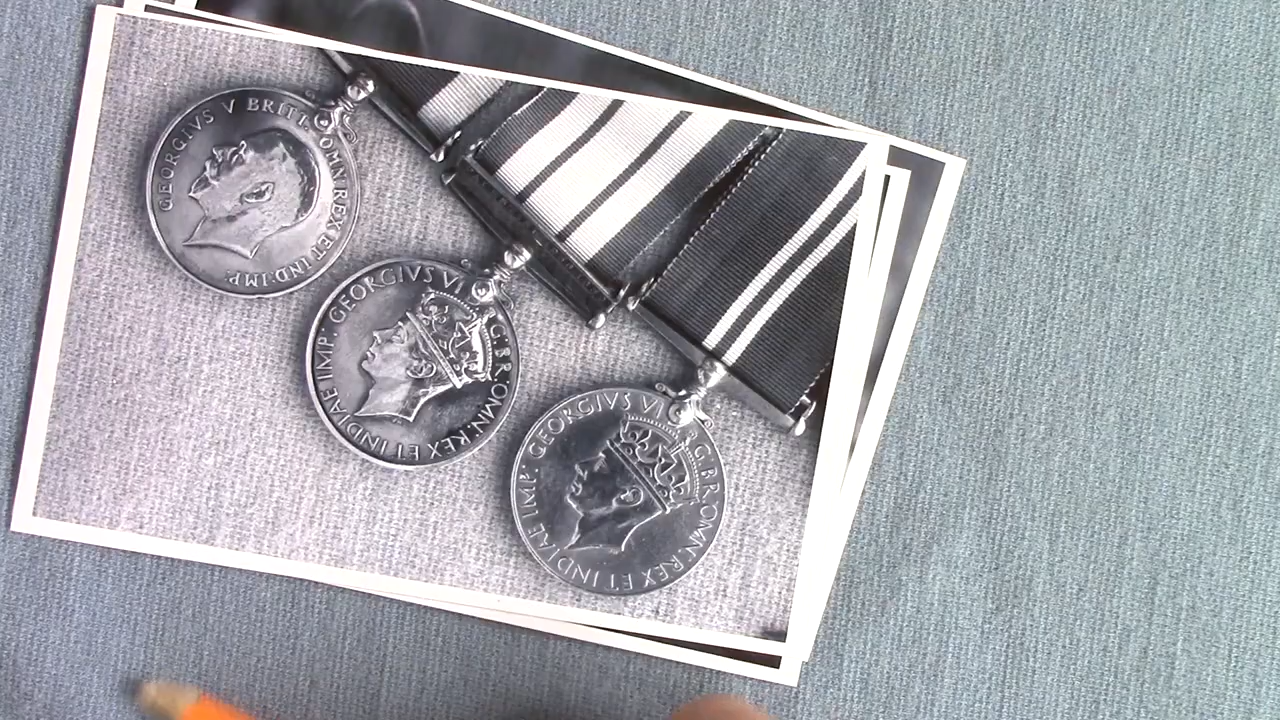 GEORGIVS V BRITT: OMN: REX ET IND: IMP:
GEORGIVS VI G: BR: OMN: REX ET INDIAE IMP:
GEORGIVS VI G: BR: OMN: REX ET INDIAE IMP: